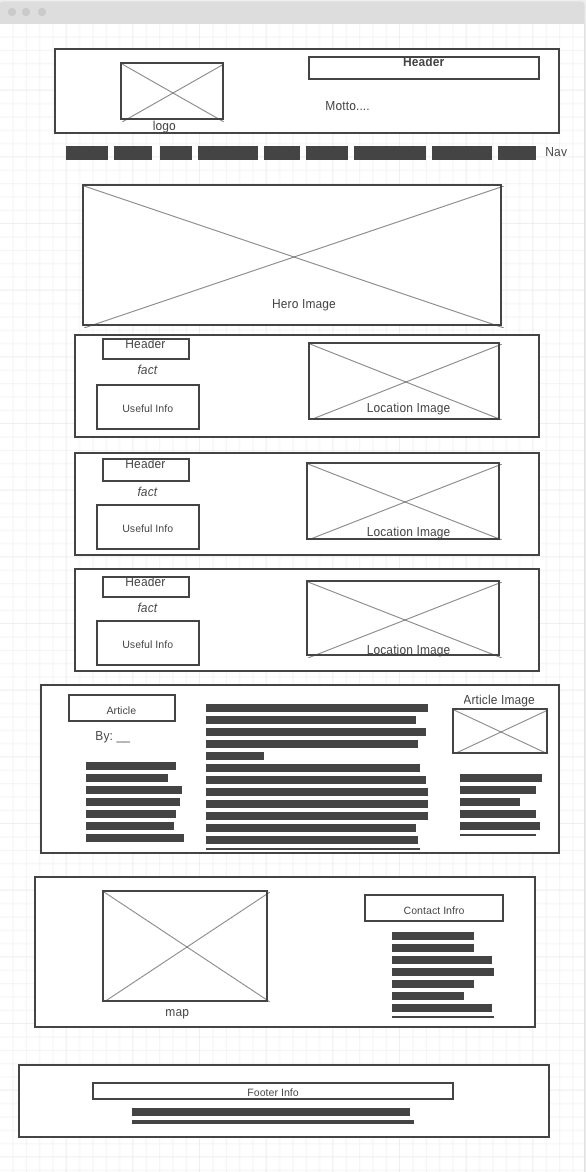 Header
Motto....
logo
Nav
Hero Image
Header
fact
Useful Info
Location Image
Header
fact
Useful Info
Location Image
Header
fact
Useful Info
Location Image
Article
By: __
Article Image
map
Contact Infro
Footer Info